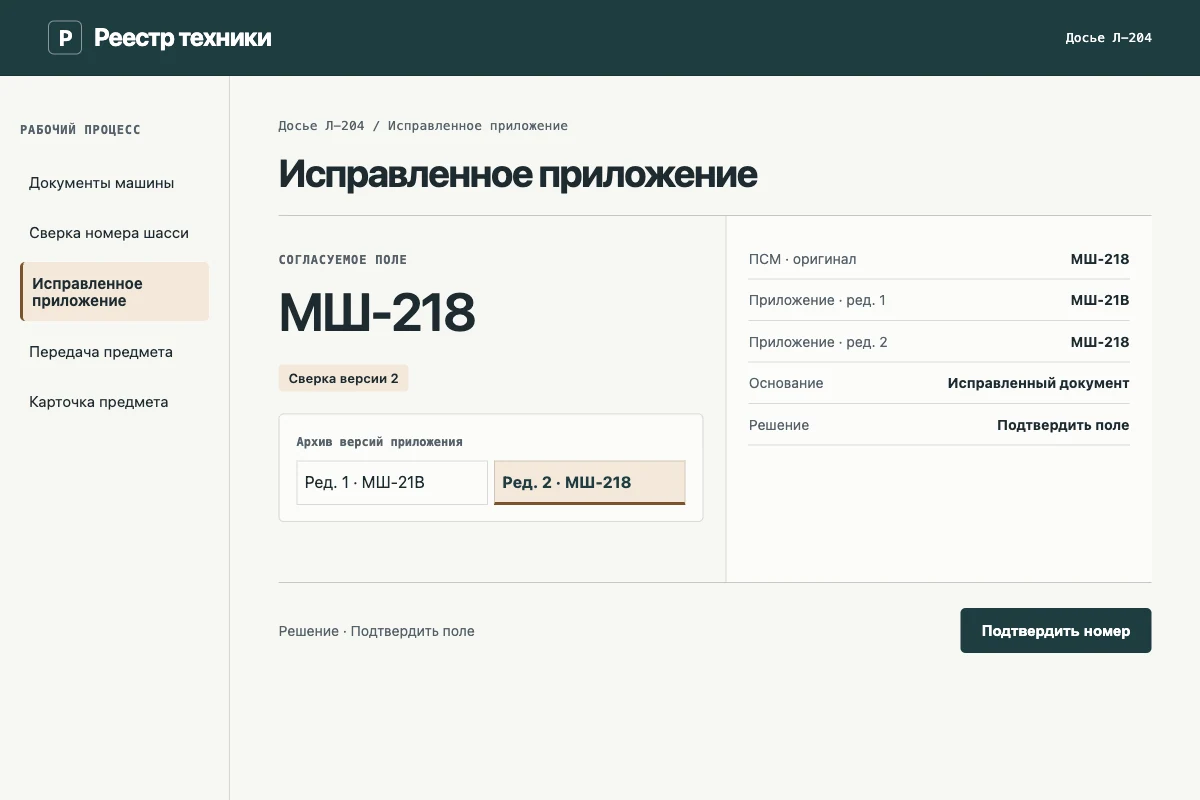 Р Реестр техники
Досье Л-204
РАБОЧИЙ ПРОЦЕСС
Документы машины
Сверка номера шасси
Исправленное
приложение
Передача предмета
Карточка предмета
Досье Л-204 / Исправленное приложение
Исправленное приложение
СОГЛАСУЕМОЕ ПОЛЕ
МШ-218
Сверка версии 2
Архив версий приложения
Ред. 1 · МШ-21В
Ред. 2 · МШ-218
ПСМ · оригинал МШ-218
Приложение · ред. 1 МШ-21В
Приложение · ред. 2 МШ-218
Основание Исправленный документ
Решение Подтвердить поле
Решение · Подтвердить поле
Подтвердить номер